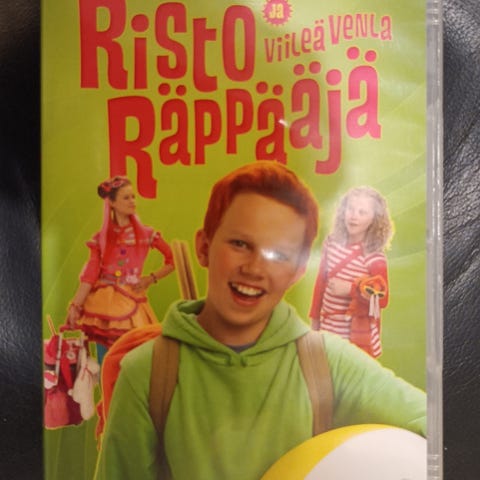 Risto
ja
Viileä Venla
Räppääjä